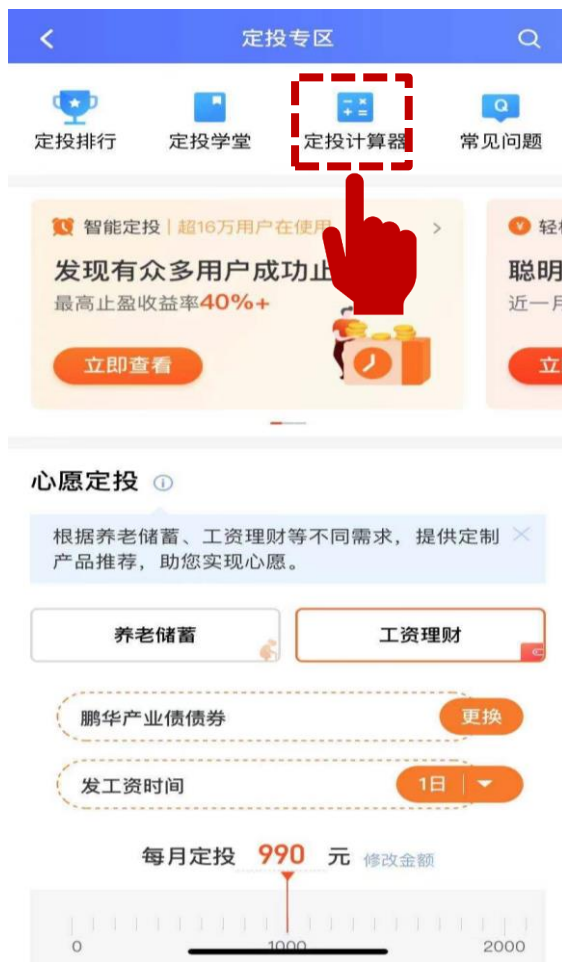 定投专区
定投排行 定投学堂 定投计算器 常见问题
智能定投 | 超16万用户在使用 >
发现有众多用户成功止
最高止盈收益率40%+
立即查看
轻
聪明
近一月
立
心愿定投
根据养老储蓄、工资理财等不同需求，提供定制
产品推荐，助您实现心愿。
养老储蓄 工资理财
鹏华产业债债券 更换
发工资时间 1日
每月定投 990 元 修改金额
0 1000 2000